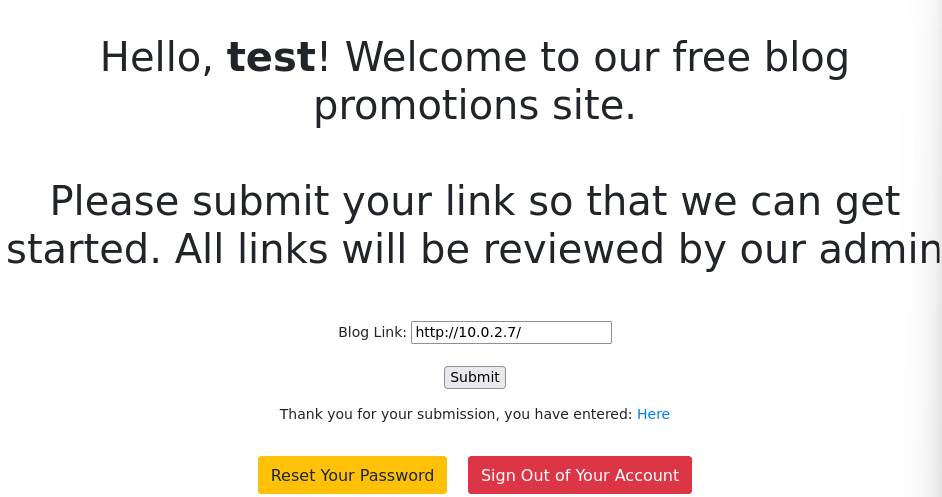 Hello, test! Welcome to our free blog
promotions site.
Please submit your link so that we can get
started. All links will be reviewed by our admin
Blog Link: http://10.0.2.7/
Submit
Thank you for your submission, you have entered: Here
Reset Your Password Sign Out of Your Account